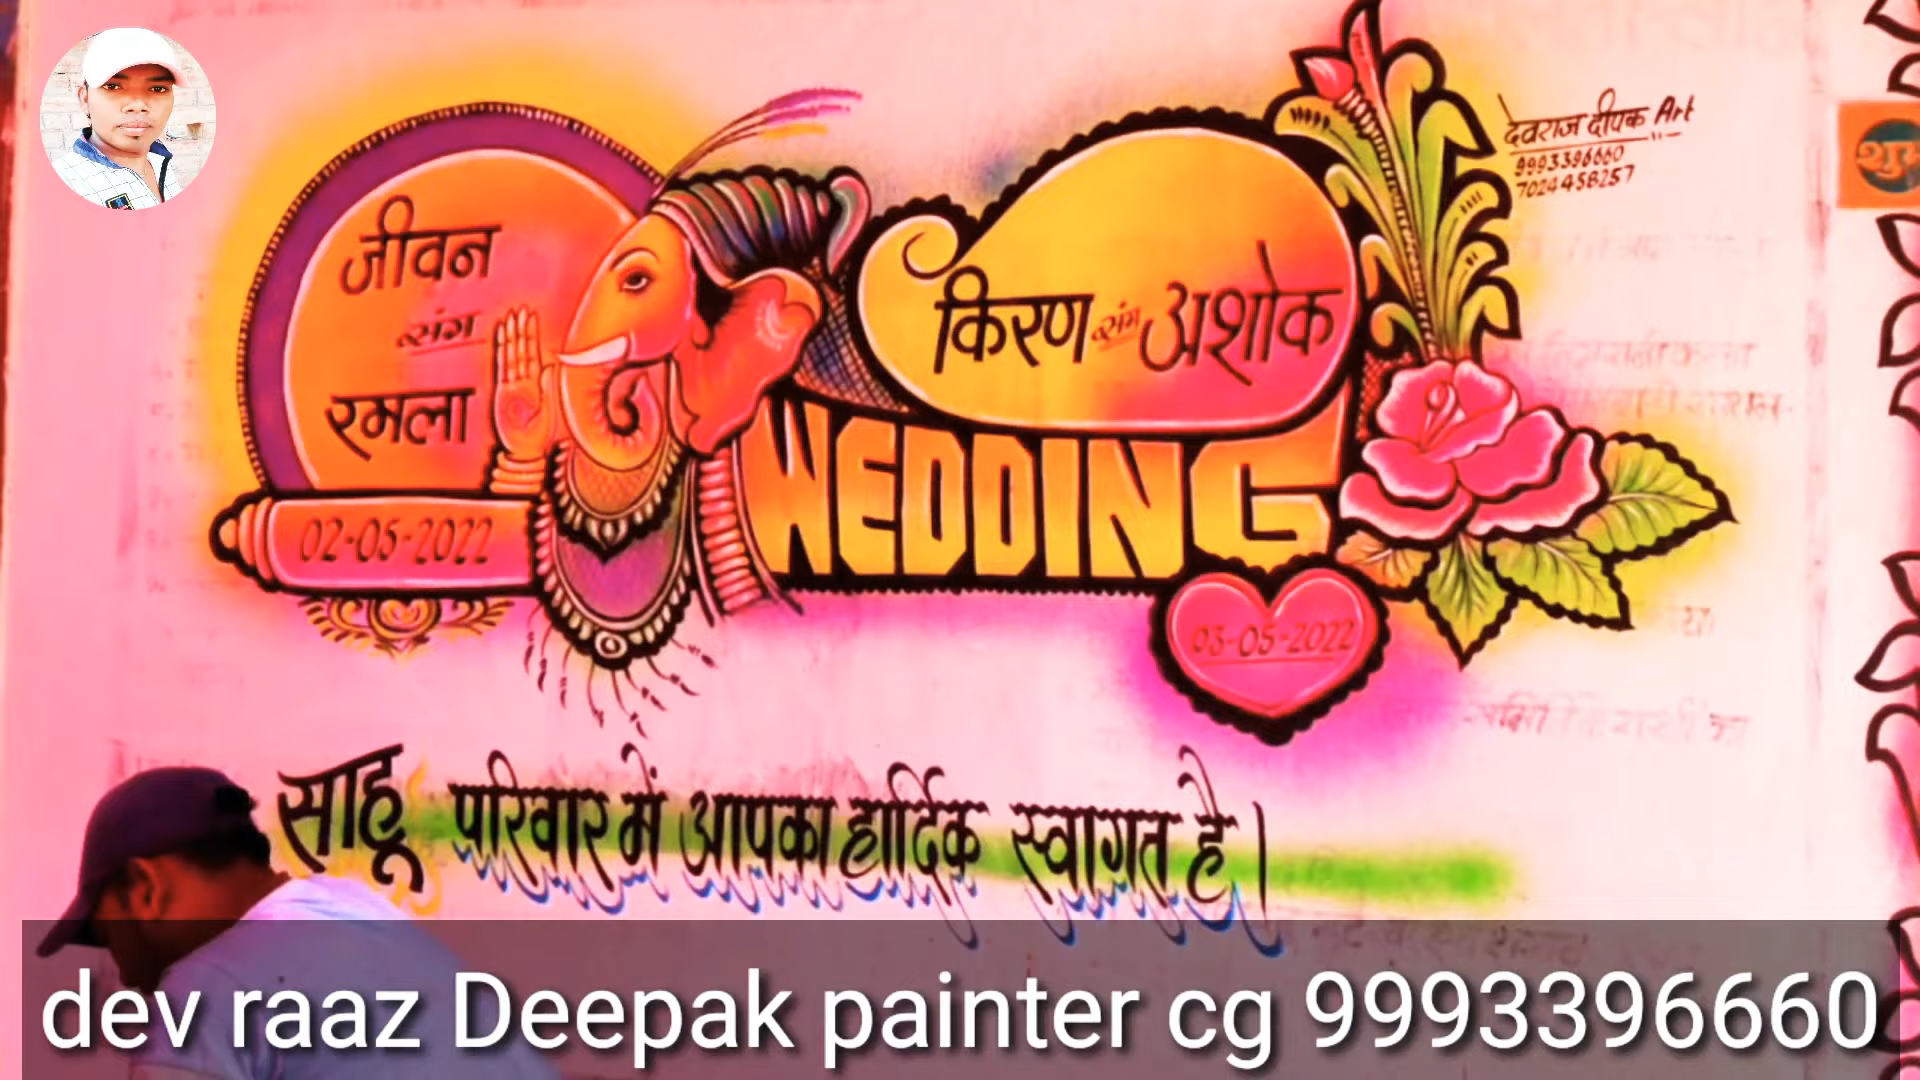 देवराज दीपक Art
9993396660
7024458257
जीवन
संग
रमला
किरण संग अशोक
WEDDING
02-05-2022
03-05-2022
साहू परिवार में आपका हार्दिक स्वागत है।
dev raaz Deepak painter cg 9993396660